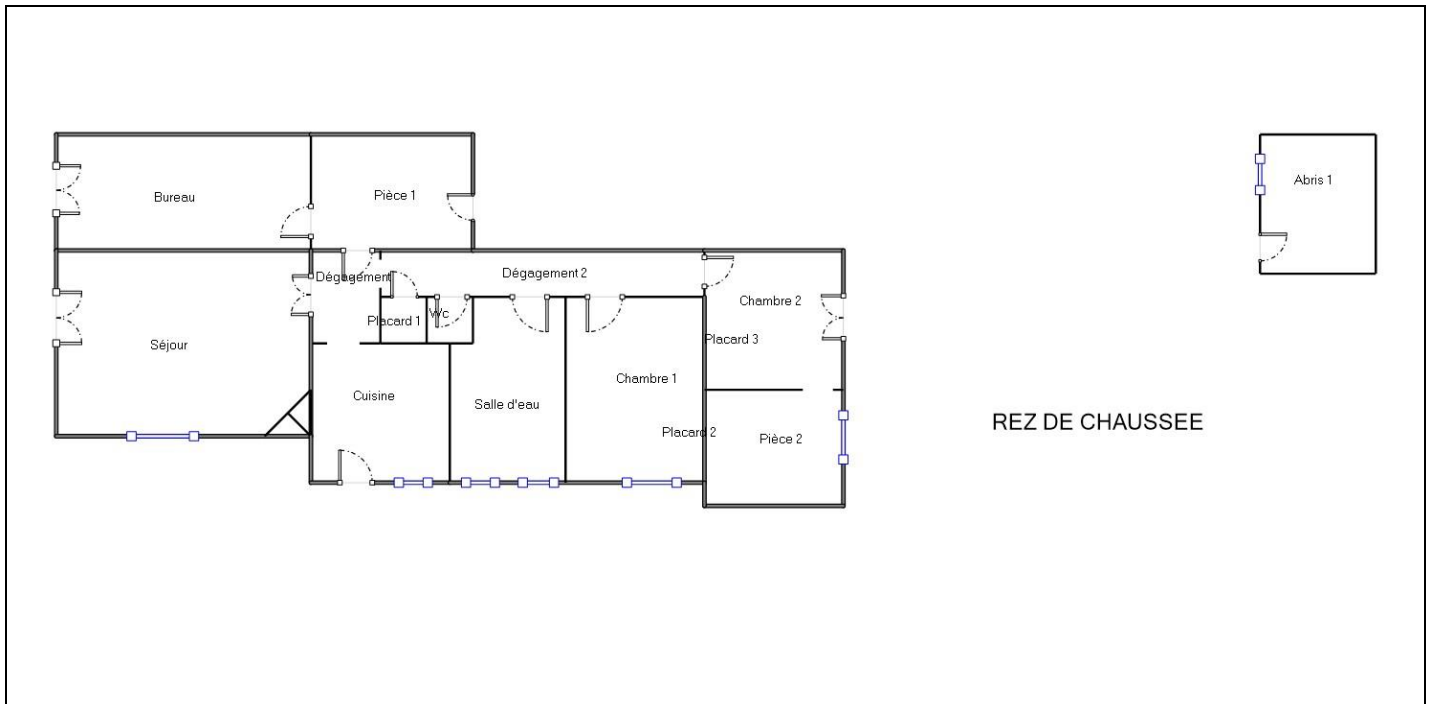 Abris 1
Bureau
Pièce 1
Dégagement
Dégagement 2
Chambre 2
Placard 1
Wc
Séjour
Placard 3
Cuisine
Salle d'eau
Chambre 1
Placard 2
Pièce 2
REZ DE CHAUSSEE